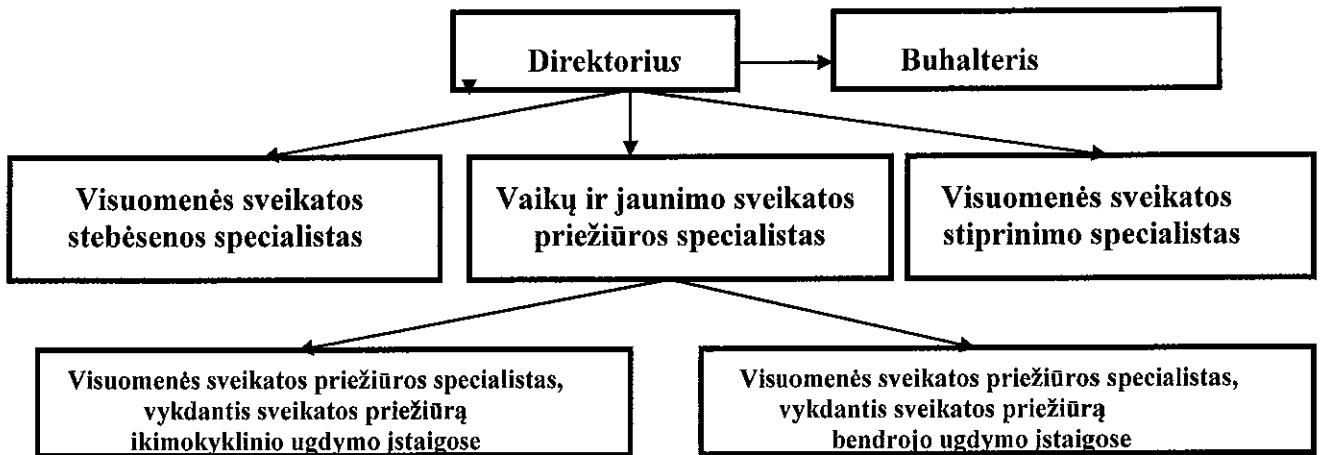 Direktorius
Buhalteris
Visuomenės sveikatos
stebėsenos specialistas
Vaikų ir jaunimo sveikatos
priežiūros specialistas
Visuomenės sveikatos
stiprinimo specialistas
Visuomenės sveikatos priežiūros specialistas,
vykdantis sveikatos priežiūrą
ikimokyklinio ugdymo įstaigose
Visuomenės sveikatos priežiūros specialistas,
vykdantis sveikatos priežiūrą
bendrojo ugdymo įstaigose